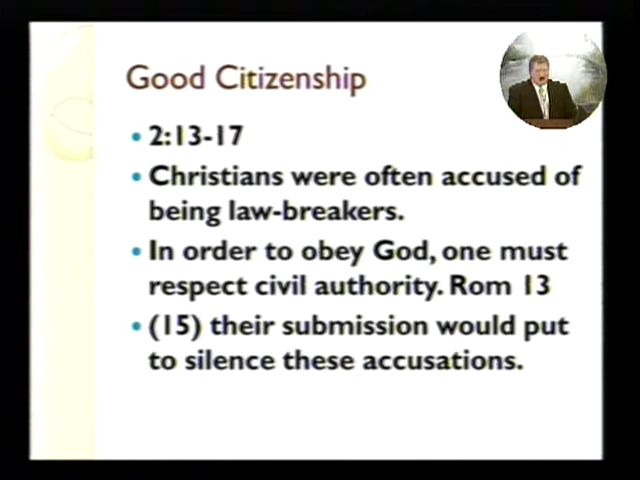 Good Citizenship
• 2:13-17
• Christians were often accused of
being law-breakers.
• In order to obey God, one must
respect civil authority. Rom 13
• (15) their submission would put
to silence these accusations.